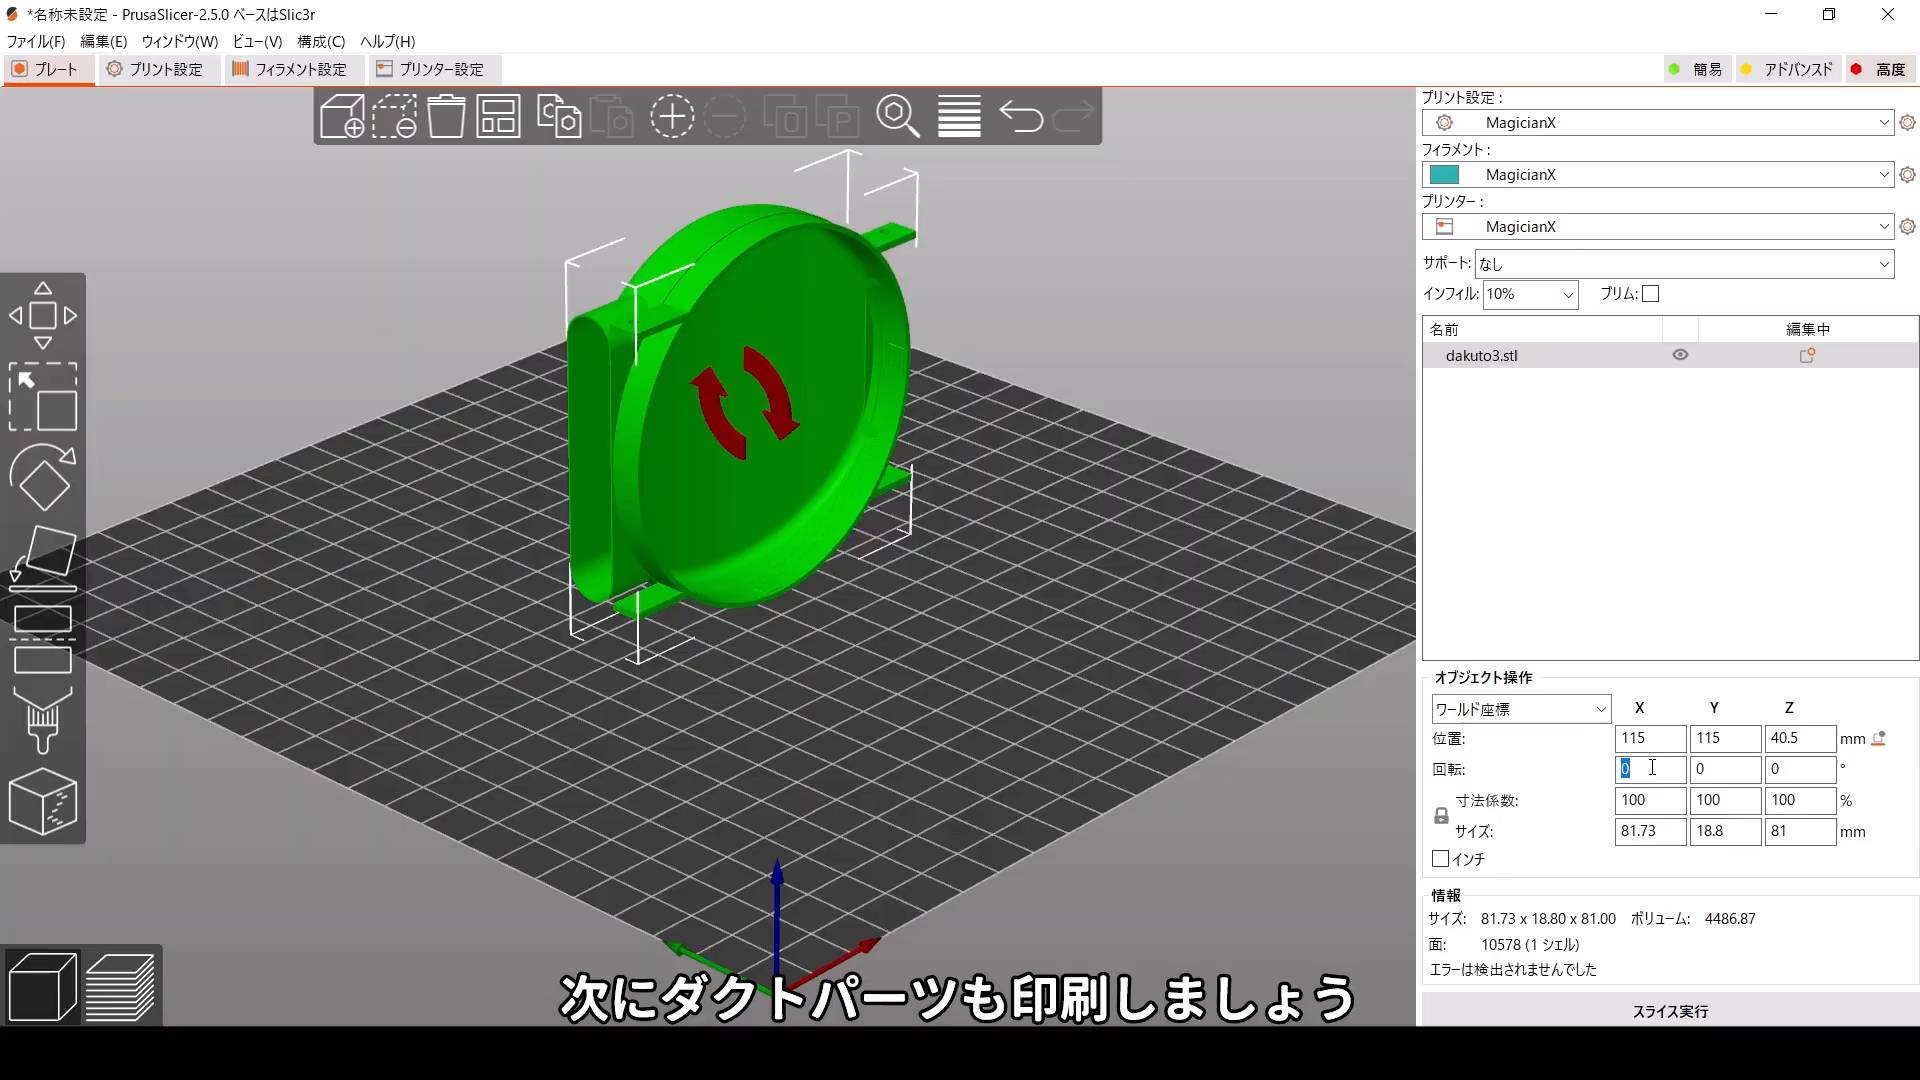 *名称未設定 - PrusaSlicer-2.5.0 ベースはSlic3r
ファイル(F) 編集(E) ウィンドウ(W) ビュー(V) 構成(C) ヘルプ(H)
プレート プリント設定 フィラメント設定 プリンター設定 簡易 アドバンスド 高度
プリント設定 :
MagicianX
フィラメント :
MagicianX
プリンター :
MagicianX
サポート: なし
インフィル: 10% ブリム:
名前 編集中
dakuto3.stl
オブジェクト操作
ワールド座標 X Y Z
位置: 115 115 40.5 mm
回転: 0 0 0 °
寸法係数: 100 100 100 %
サイズ: 81.73 18.8 81 mm
インチ
情報
サイズ: 81.73 x 18.80 x 81.00 ボリューム: 4486.87
面: 10578 (1 シェル)
エラーは検出されませんでした
スライス実行
次にダクトパーツも印刷しましょう